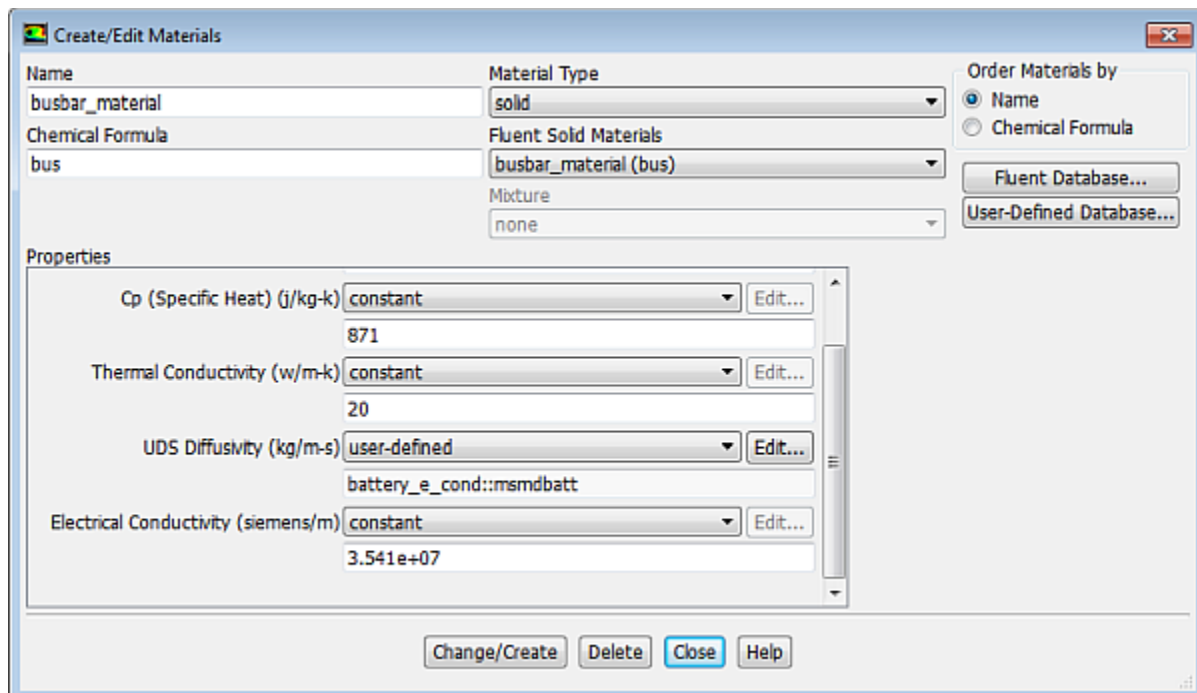 Create/Edit Materials
Name
busbar_material
Chemical Formula
bus
Material Type
solid
Fluent Solid Materials
busbar_material (bus)
Mixture
none
Order Materials by
Name
Chemical Formula
Fluent Database...
User-Defined Database...
Properties
Cp (Specific Heat) (j/kg-k) constant Edit...
871
Thermal Conductivity (w/m-k) constant Edit...
20
UDS Diffusivity (kg/m-s) user-defined Edit...
battery_e_cond::msmdbatt
Electrical Conductivity (siemens/m) constant Edit...
3.541e+07
Change/Create Delete Close Help